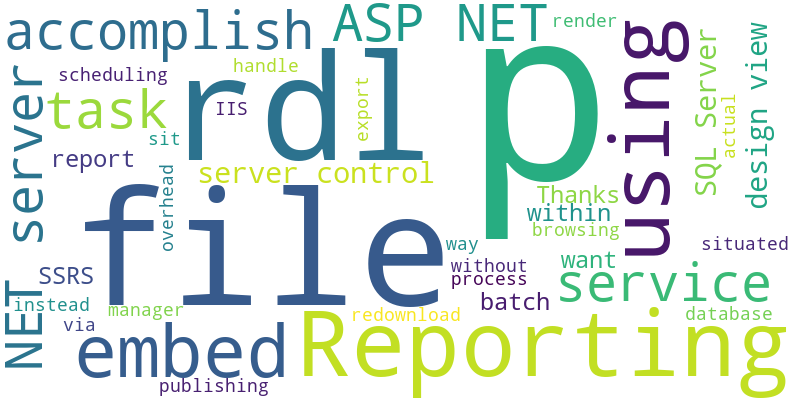 accomplish
ASP NET
render
scheduling
handle
rdl
p
using
SQL Server
design view
server
task
IIS
export
actual
sit
report
server control
overhead
Thanks
file
within
browsing
way
situated
want
without
SSRS
process
service
NET
instead
manager
batch
via
redownload
database
embed
Reporting
publishing